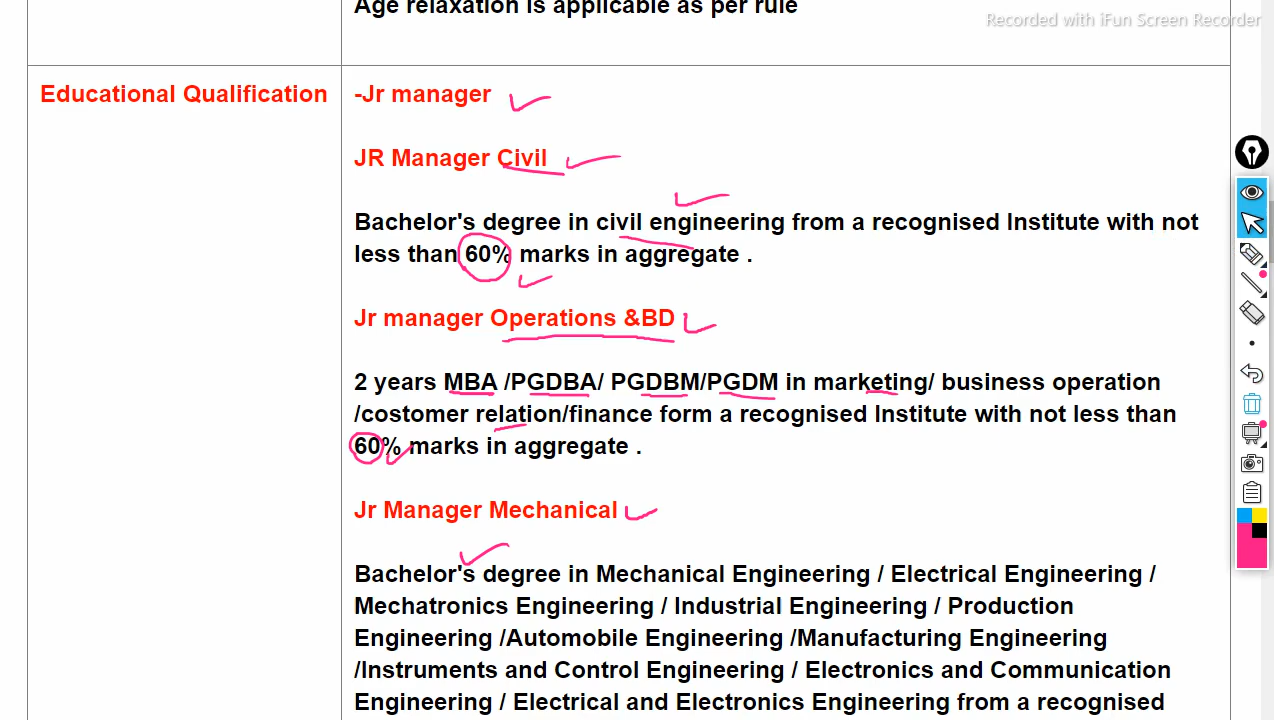 Age relaxation is applicable as per rule
Recorded with iFun Screen Recorder
Educational Qualification
-Jr manager
JR Manager Civil
Bachelor's degree in civil engineering from a recognised Institute with not
less than 60% marks in aggregate .
Jr manager Operations &BD
2 years MBA /PGDBA/ PGDBM/PGDM in marketing/ business operation
/costomer relation/finance form a recognised Institute with not less than
60% marks in aggregate .
Jr Manager Mechanical
Bachelor's degree in Mechanical Engineering / Electrical Engineering /
Mechatronics Engineering / Industrial Engineering / Production
Engineering /Automobile Engineering /Manufacturing Engineering
/Instruments and Control Engineering / Electronics and Communication
Engineering / Electrical and Electronics Engineering from a recognised